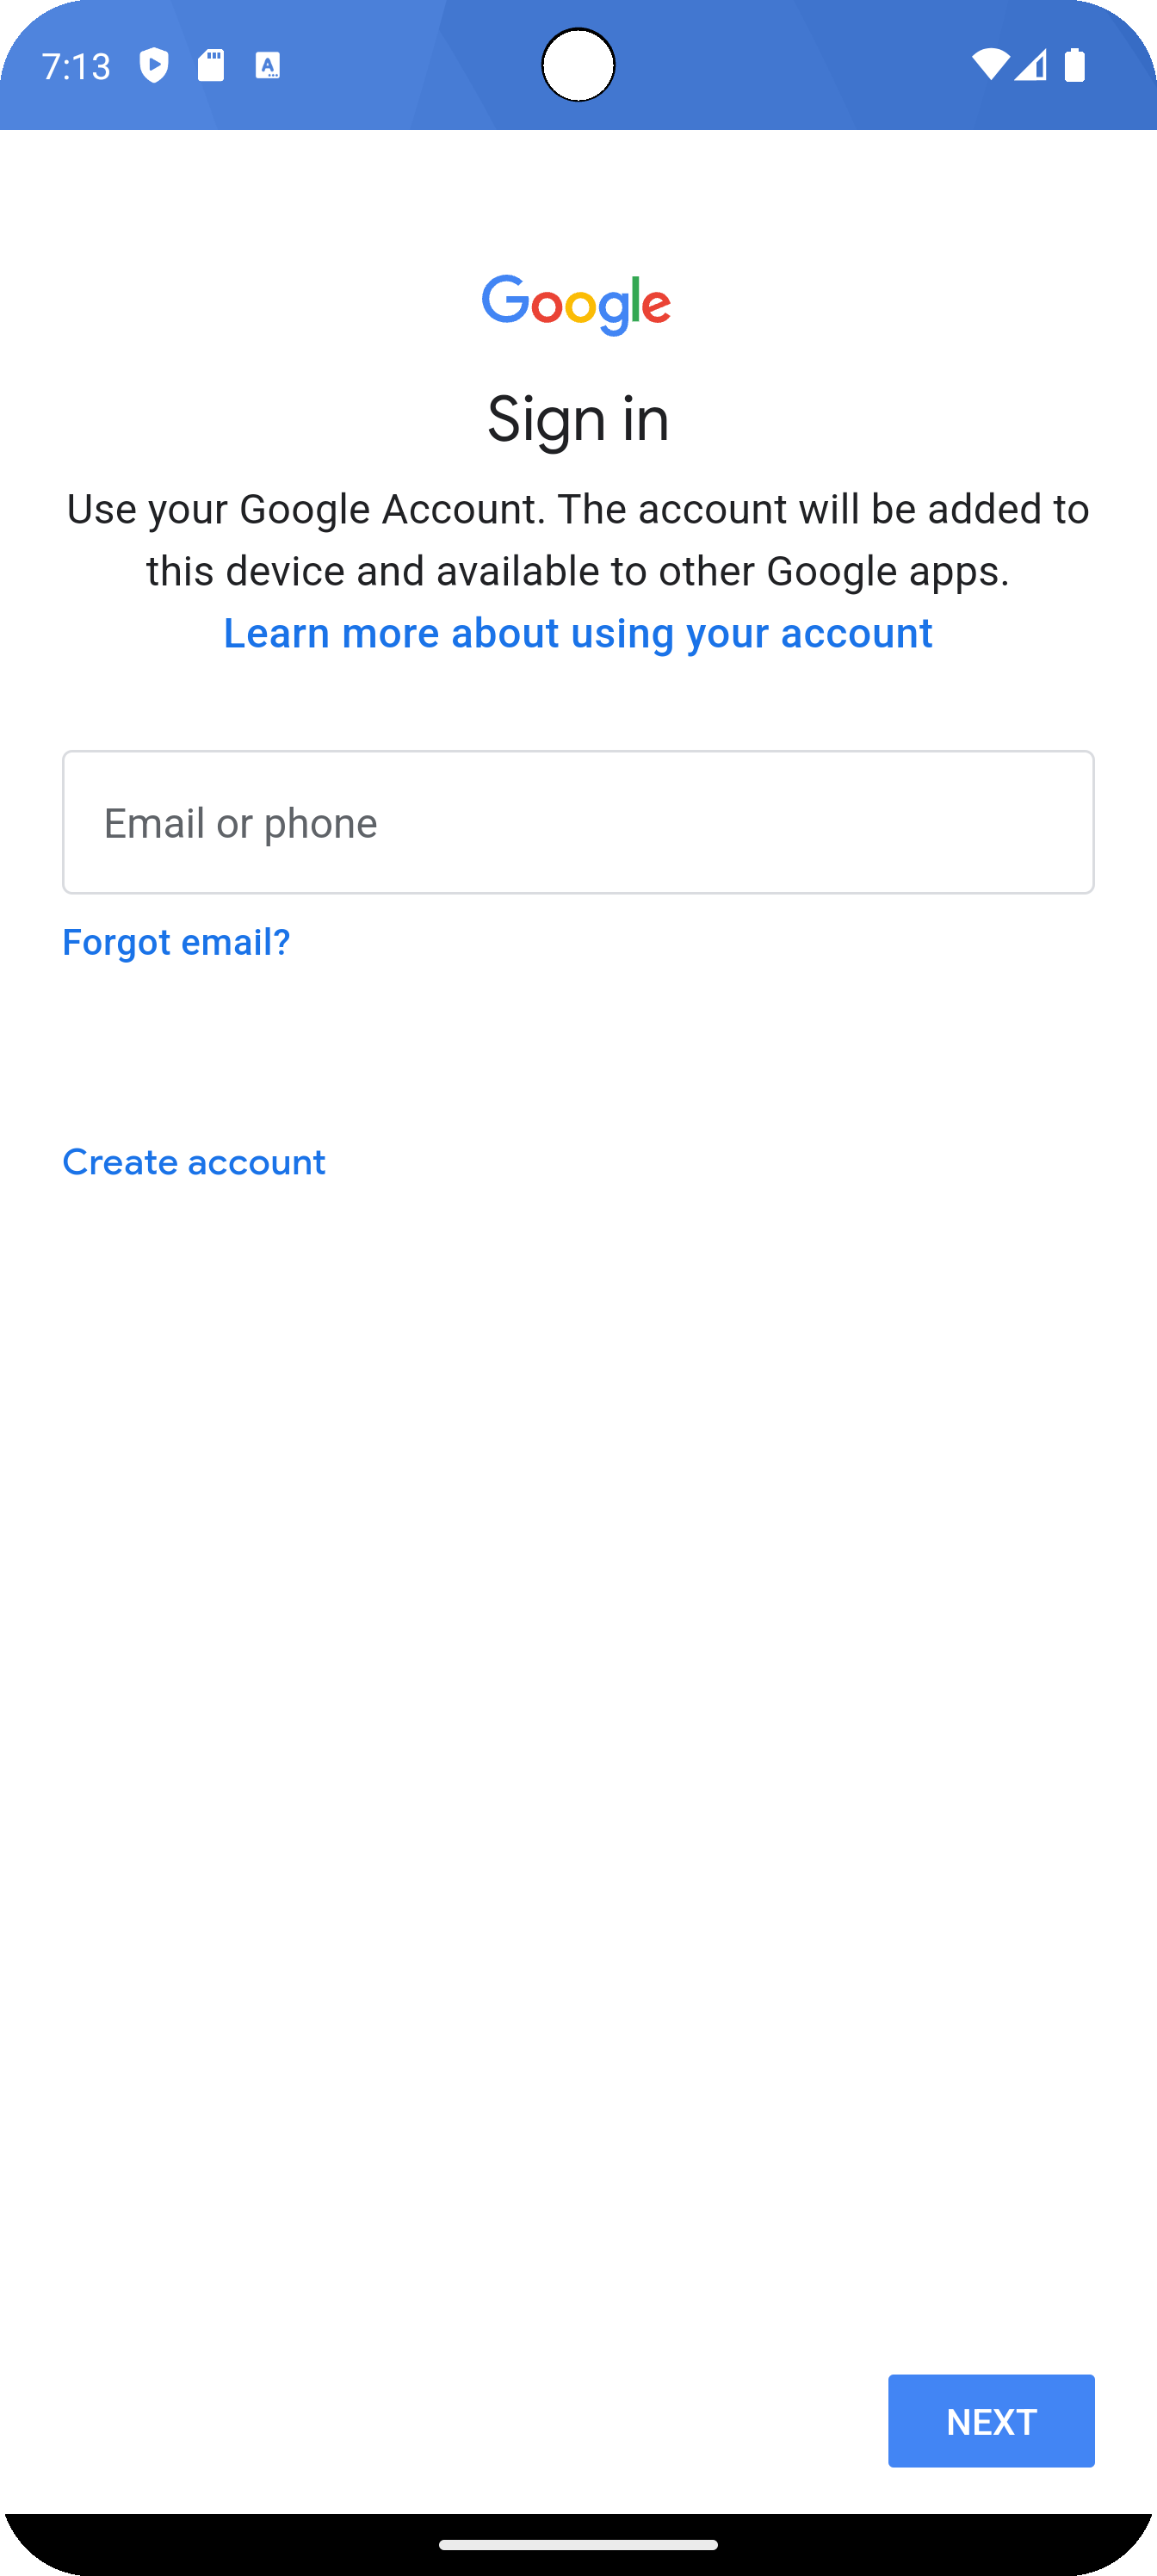 7:13
Google
Sign in
Use your Google Account. The account will be added to
this device and available to other Google apps.
Learn more about using your account
Email or phone
Forgot email?
Create account
NEXT